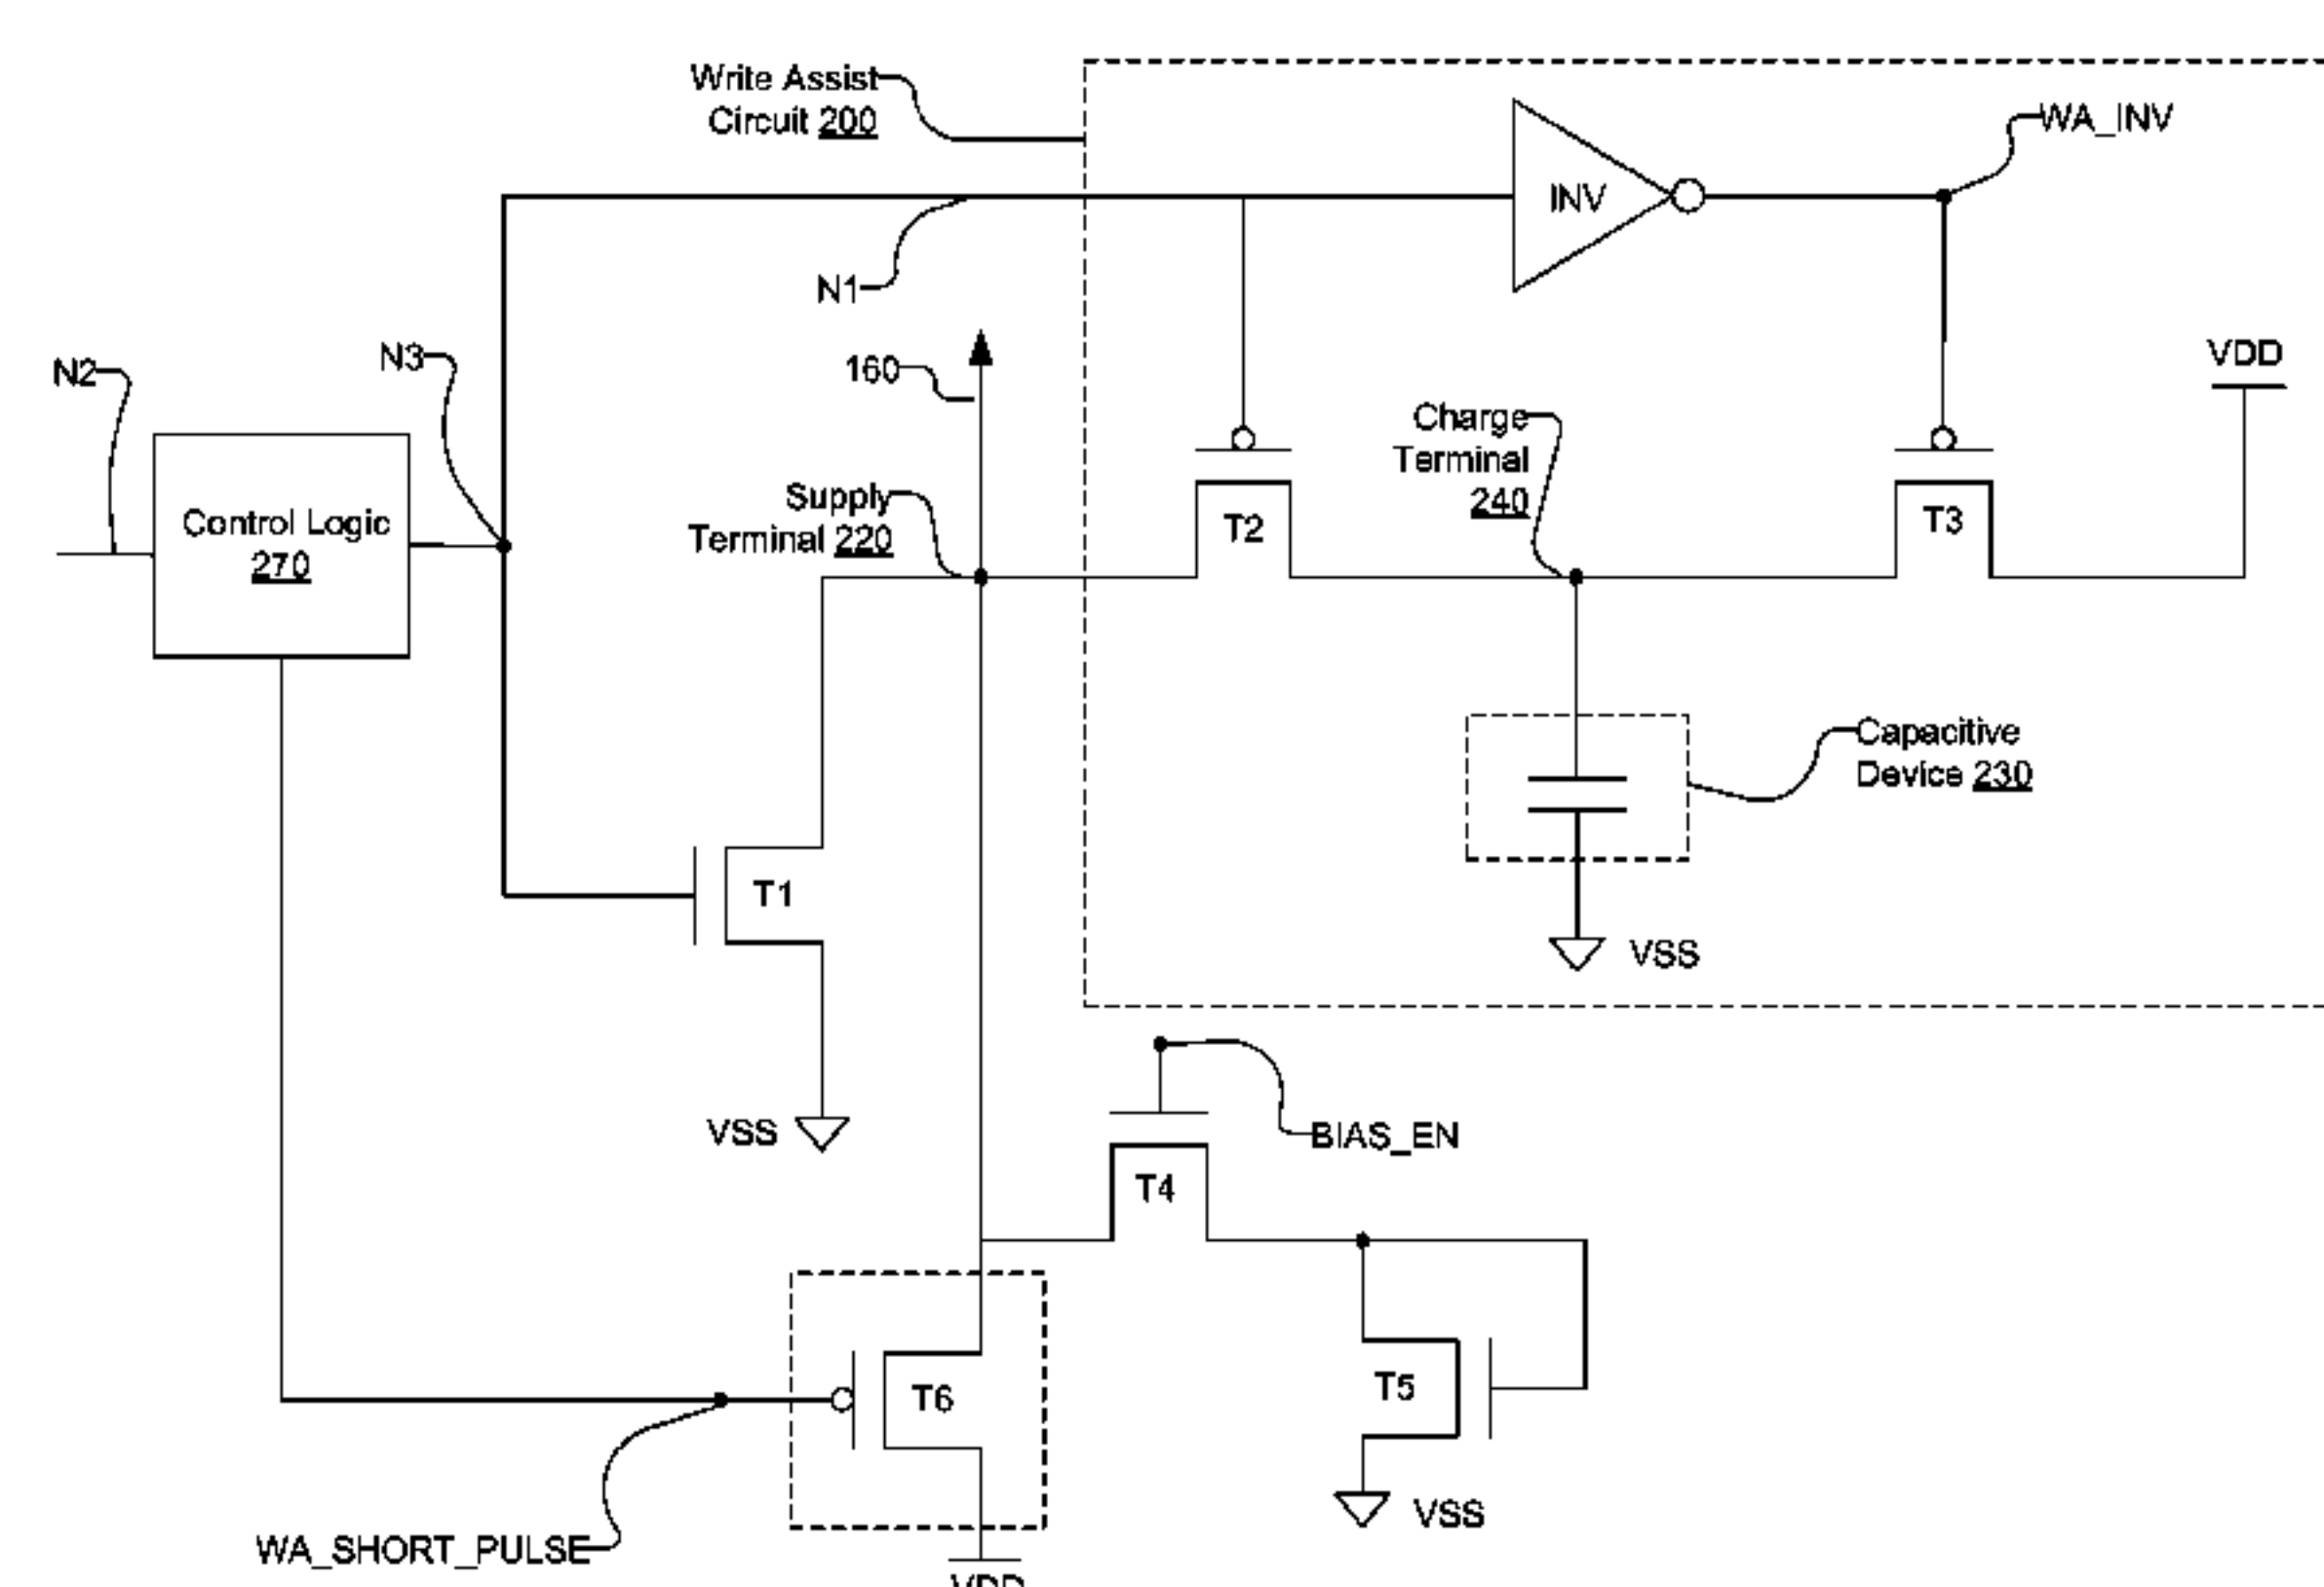 Write Assist
Circuit 200
INV
WA_INV
N1
N2
N3
160
VDD
Charge
Terminal
240
Supply
Terminal 220
T2
T3
Control Logic
270
Capacitive
Device 230
T1
VSS
VSS
BIAS_EN
T4
T5
T6
VSS
WA_SHORT_PULSE
VDD